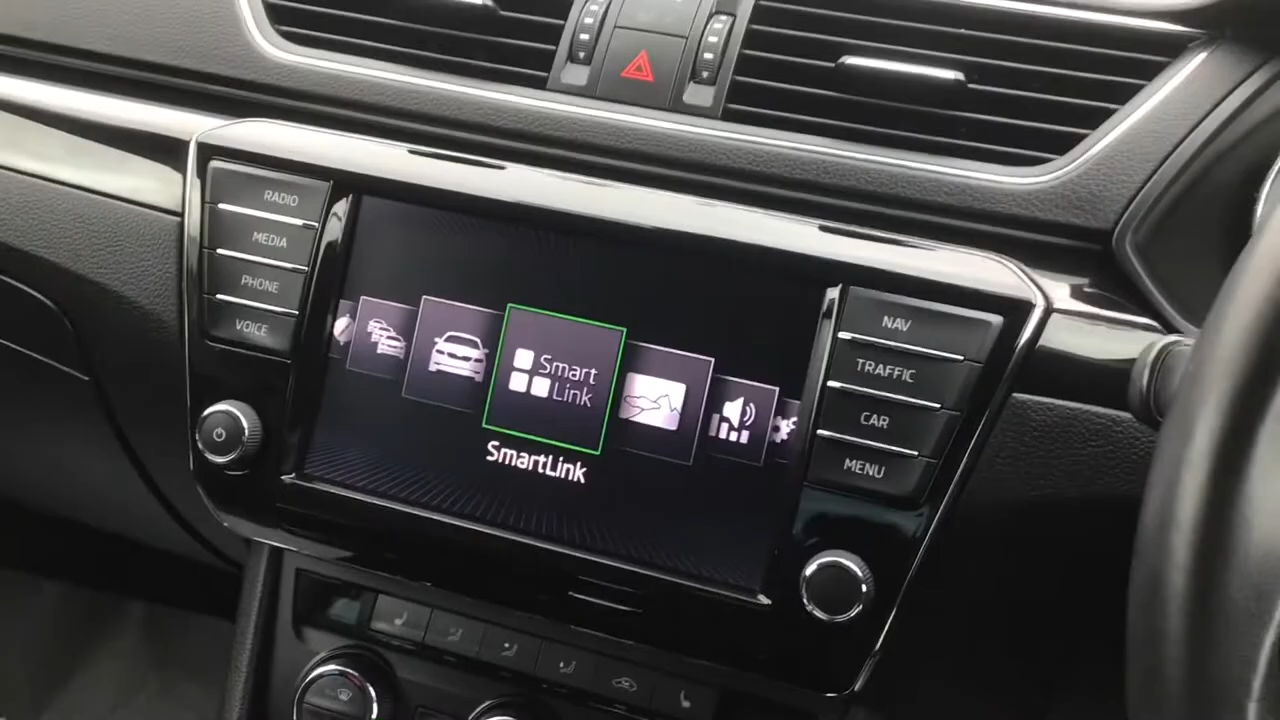 RADIO
MEDIA
PHONE
VOICE
Smart
Link
SmartLink
NAV
TRAFFIC
CAR
MENU